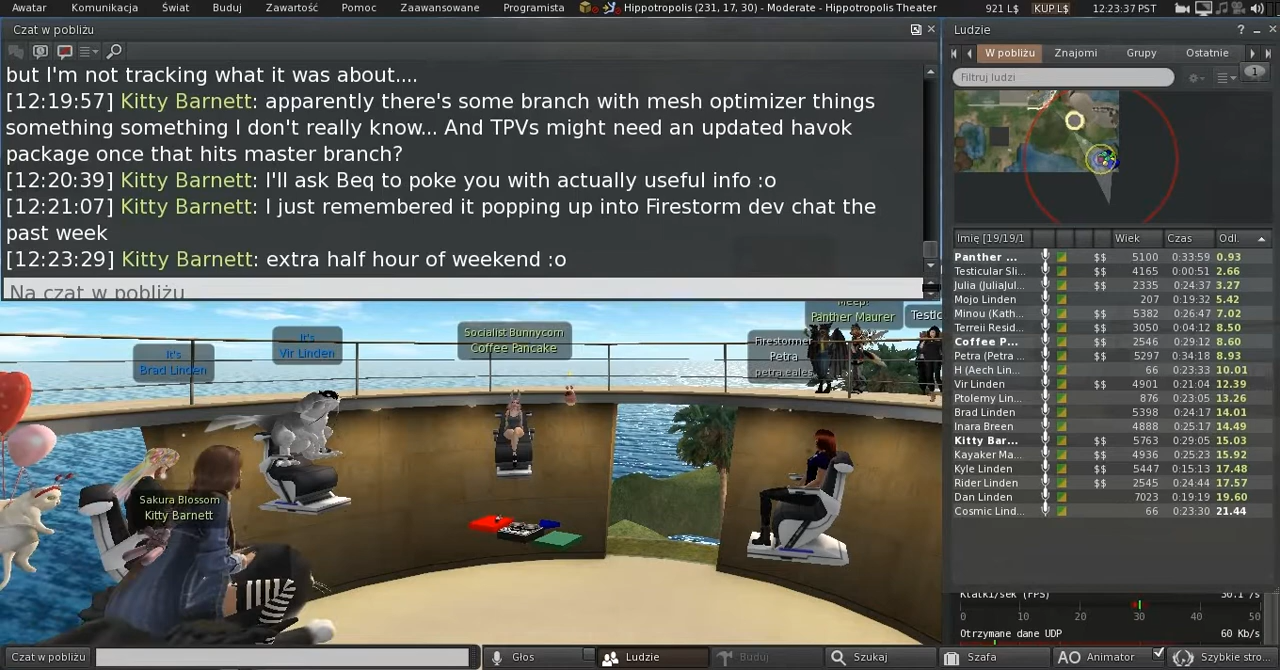 Awatar Komunikacja Świat Buduj Zawartość Pomoc Zaawansowane Programista Hippotropolis (231, 17, 30) - Moderate - Hippotropolis Theater 921 L$ KUP L$ 12:23:37 PST
Czat w pobliżu
but I'm not tracking what it was about....
[12:19:57] Kitty Barnett: apparently there's some branch with mesh optimizer things
something something I don't really know... And TPVs might need an updated havok
package once that hits master branch?
[12:20:39] Kitty Barnett: I'll ask Beq to poke you with actually useful info :o
[12:21:07] Kitty Barnett: I just remembered it popping up into Firestorm dev chat the
past week
[12:23:29] Kitty Barnett: extra half hour of weekend :o
Na czat w pobliżu
Meep!
Panther Maurer
Testic
It's
Vir Linden
Socialist Bunnycorn
Coffee Pancake
Firestormer
Petra
petra.eales
It's
Brad Linden
Sakura Blossom
Kitty Barnett
Ludzie
? _ ×
W pobliżu Znajomi Grupy Ostatnie
Filtruj ludzi
1
Imię [19/19/1 Wiek Czas Odl.
Panther ... $$ 5100 0:33:59 0.93
Testicular Sli... $$ 4165 0:00:51 2.66
Julia (JuliaJul... $$ 2335 0:24:37 3.27
Mojo Linden 207 0:19:32 5.42
Minou (Kath... $$ 5382 0:26:47 7.02
Terreii Resid... $$ 3050 0:04:12 8.50
Coffee P... $$ 2546 0:29:12 8.60
Petra (Petra ... $$ 5297 0:34:18 8.93
H (Aech Lin... 66 0:23:33 10.01
Vir Linden $$ 4901 0:21:04 12.39
Ptolemy Lin... 876 0:23:05 13.26
Brad Linden 5398 0:24:17 14.01
Inara Breen 4888 0:25:17 14.49
Kitty Bar... $$ 5763 0:29:05 15.03
Kayaker Ma... $$ 4936 0:25:23 15.92
Kyle Linden $$ 5447 0:15:13 17.48
Rider Linden $$ 2545 0:24:44 17.57
Dan Linden 7023 0:19:19 19.60
Cosmic Lind... 66 0:23:30 21.44
Klatki/sek (FPS) 30.1 /s
0 10 20 30 40 50
Otrzymane dane UDP 60 Kb/s
Czat w pobliżu Głos Ludzie Buduj Szukaj Szafa AO Animator Szybkie stro...